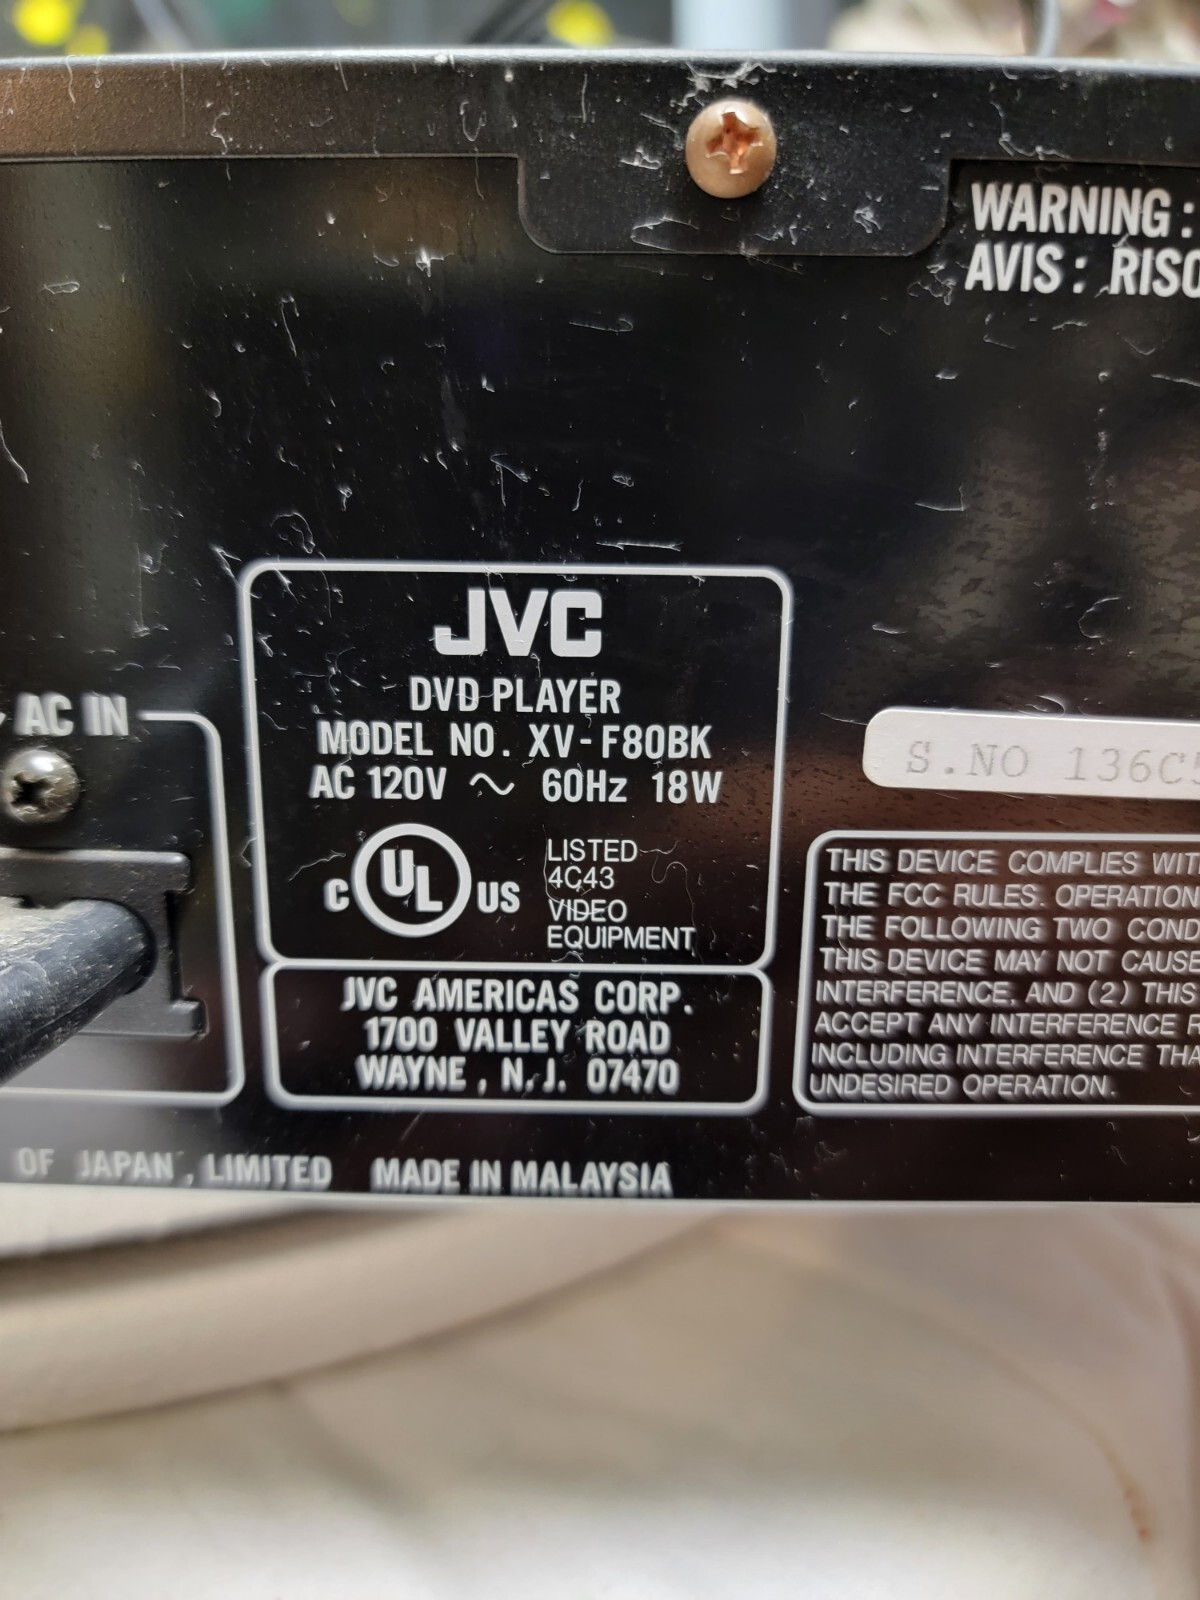 WARNING :
AVIS : RISQ
AC IN
JVC
DVD PLAYER
MODEL NO. XV-F80BK
AC 120V ~ 60Hz 18W
C UL US
LISTED
4C43
VIDEO
EQUIPMENT
JVC AMERICAS CORP.
1700 VALLEY ROAD
WAYNE, N.J. 07470
S.NO 136C
THIS DEVICE COMPLIES WIT
THE FCC RULES. OPERATION
THE FOLLOWING TWO COND
THIS DEVICE MAY NOT CAUSE
INTERFERENCE, AND (2) THIS
ACCEPT ANY INTERFERENCE
INCLUDING INTERFERENCE THA
UNDESIRED OPERATION.
OF JAPAN, LIMITED MADE IN MALAYSIA